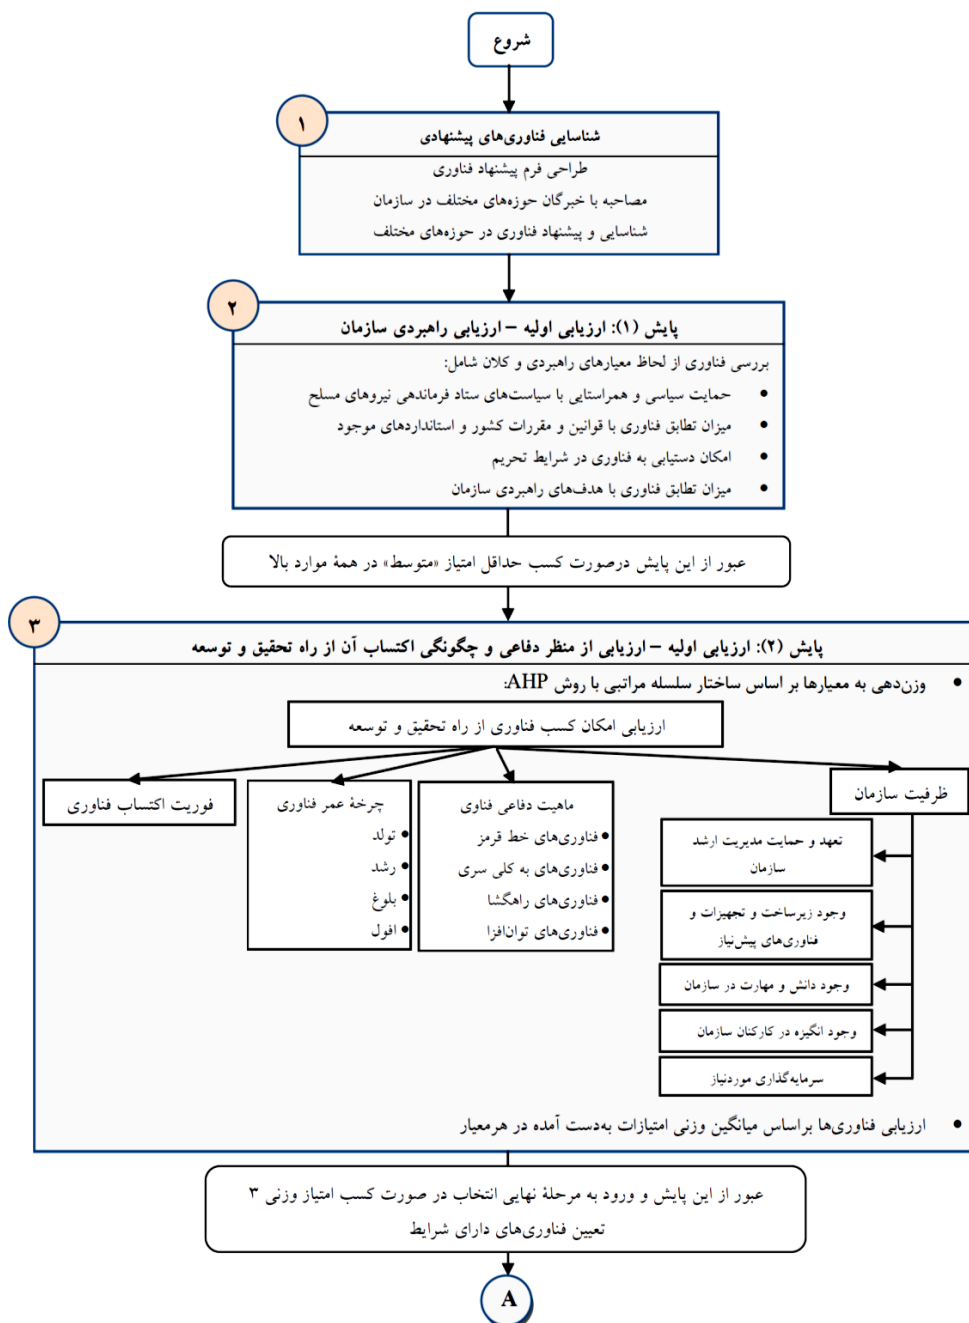 شروع
۱
شناسایی فناوری‌های پیشنهادی
طراحی فرم پیشنهاد فناوری
مصاحبه با خبرگان حوزه‌های مختلف در سازمان
شناسایی و پیشنهاد فناوری در حوزه‌های مختلف
۲
پایش (۱): ارزیابی اولیه – ارزیابی راهبردی سازمان
بررسی فناوری از لحاظ معیارهای راهبردی و کلان شامل:
• حمایت سیاسی و همراستایی با سیاست‌های ستاد فرماندهی نیروهای مسلح
• میزان تطابق فناوری با قوانین و مقررات کشور و استانداردهای موجود
• امکان دستیابی به فناوری در شرایط تحریم
• میزان تطابق فناوری با هدف‌های راهبردی سازمان
عبور از این پایش درصورت کسب حداقل امتیاز «متوسط» در همهٔ موارد بالا
۳
پایش (۲): ارزیابی اولیه – ارزیابی از منظر دفاعی و چگونگی اکتساب آن از راه تحقیق و توسعه
• وزن‌دهی به معیارها بر اساس ساختار سلسله مراتبی با روش AHP:
ارزیابی امکان کسب فناوری از راه تحقیق و توسعه
ظرفیت سازمان
تعهد و حمایت مدیریت ارشد
سازمان
وجود زیرساخت و تجهیزات و
فناوری‌های پیش‌نیاز
وجود دانش و مهارت در سازمان
وجود انگیزه در کارکنان سازمان
سرمایه‌گذاری موردنیاز
ماهیت دفاعی فناوی
• فناوری‌های خط قرمز
• فناوری‌های به کلی سری
• فناوری‌های راهگشا
• فناوری‌های توان‌افزا
چرخهٔ عمر فناوری
• تولد
• رشد
• بلوغ
• افول
فوریت اکتساب فناوری
• ارزیابی فناوری‌ها براساس میانگین وزنی امتیازات به‌دست آمده در هرمعیار
عبور از این پایش و ورود به مرحلهٔ نهایی انتخاب در صورت کسب امتیاز وزنی ۳
تعیین فناوری‌های دارای شرایط
A